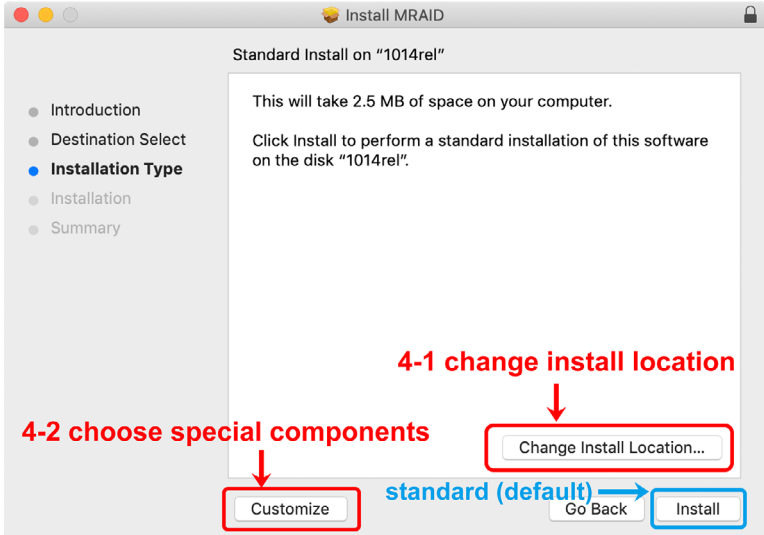 Install MRAID
Standard Install on “1014rel”
Introduction
Destination Select
Installation Type
Installation
Summary
This will take 2.5 MB of space on your computer.
Click Install to perform a standard installation of this software
on the disk “1014rel”.
4-1 change install location
Change Install Location...
4-2 choose special components
standard (default)
Customize
Go Back
Install